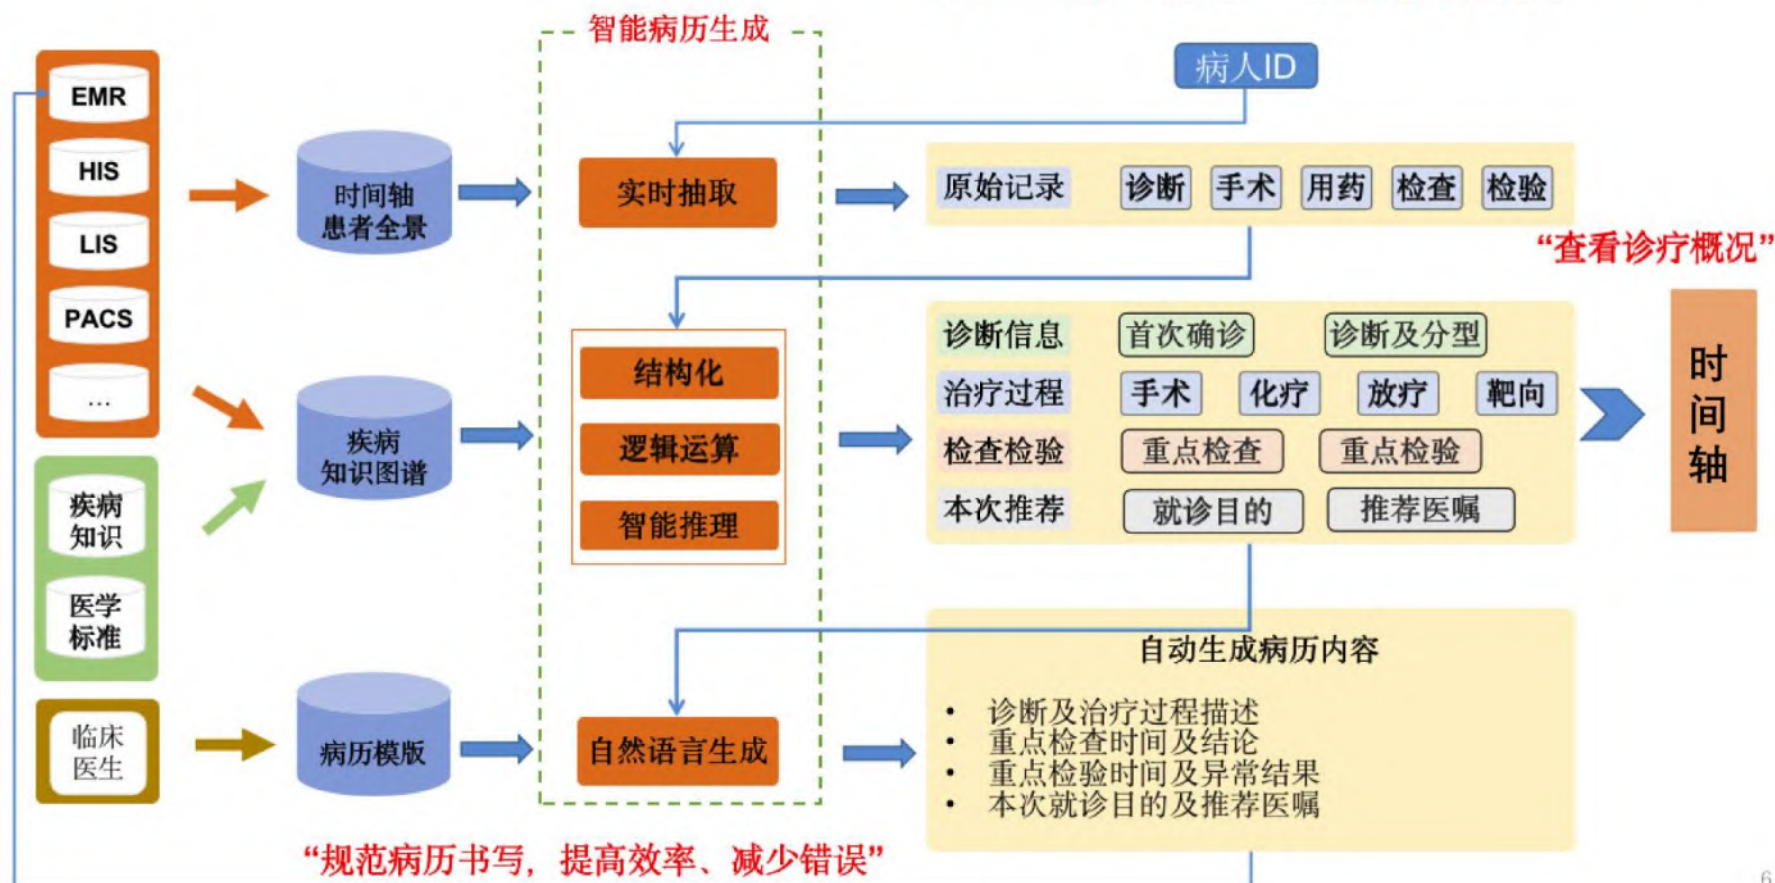 智能病历生成
病人ID
EMR
HIS
LIS
PACS
...
疾病
知识
医学
标准
临床
医生
时间轴
患者全景
疾病
知识图谱
病历模版
实时抽取
结构化
逻辑运算
智能推理
自然语言生成
原始记录 诊断 手术 用药 检查 检验
“查看诊疗概况”
诊断信息 首次确诊 诊断及分型
治疗过程 手术 化疗 放疗 靶向
检查检验 重点检查 重点检验
本次推荐 就诊目的 推荐医嘱
时
间
轴
自动生成病历内容
• 诊断及治疗过程描述
• 重点检查时间及结论
• 重点检验时间及异常结果
• 本次就诊目的及推荐医嘱
“规范病历书写，提高效率、减少错误”
6